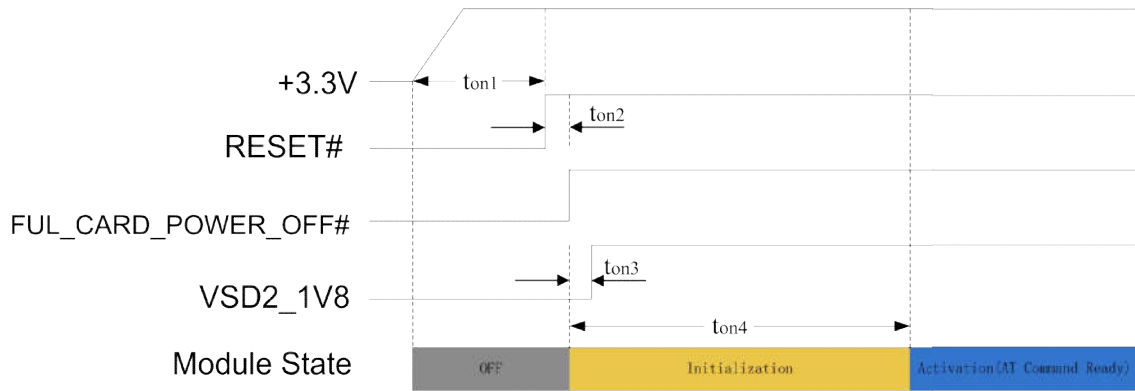 +3.3V
ton1
RESET#
ton2
FUL_CARD_POWER_OFF#
VSD2_1V8
ton3
ton4
Module State
OFF
Initialization
Activation(AT Command Ready)